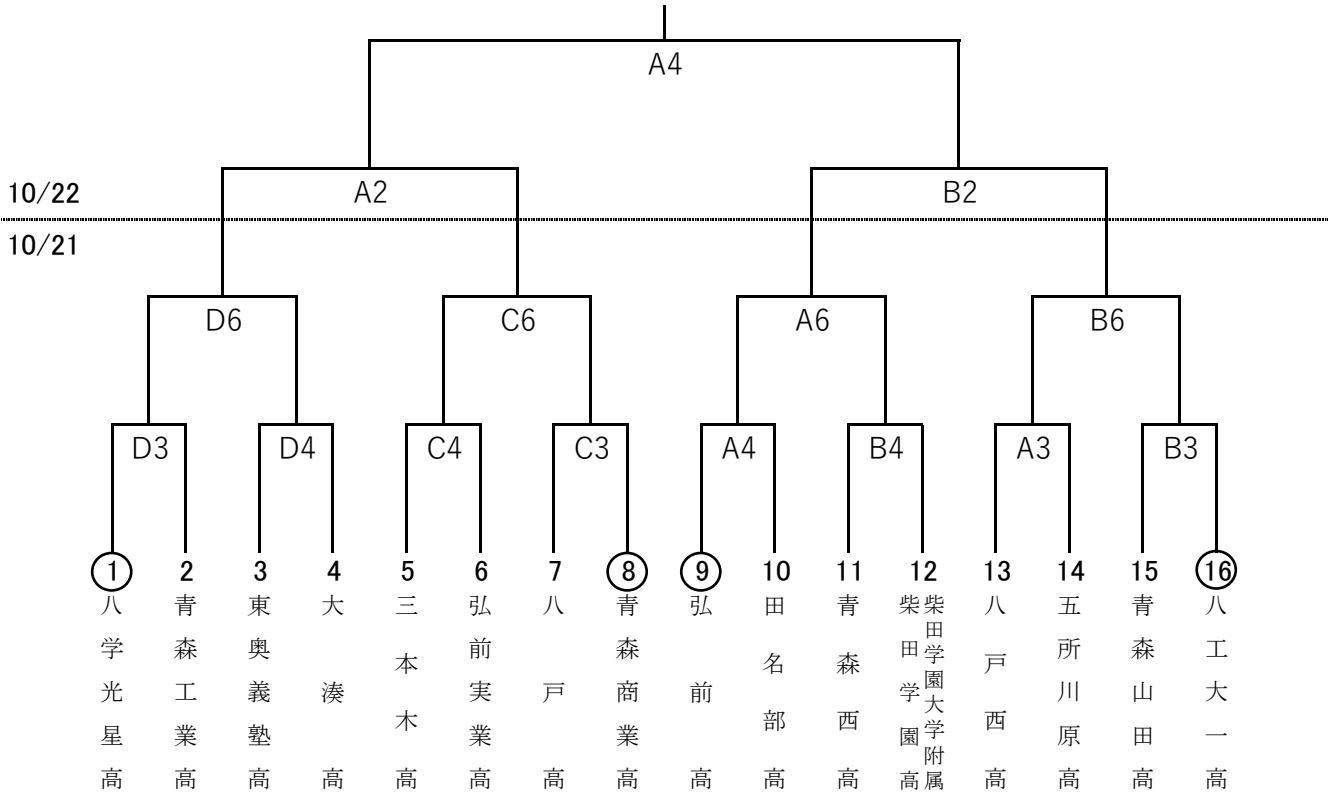 A4
10/22
A2
B2
10/21
D6
C6
A6
B6
D3
D4
C4
C3
A4
B4
A3
B3
1
2
3
4
5
6
7
8
9
10
11
12
13
14
15
16
八学光星高
青森工業高
東奥義塾高
大湊高
三本木高
弘前実業高
八戸高
青森商業高
弘前高
田名部高
青森西高
柴田学園大学附属
柴田学園高
八戸西高
五所川原高
青森山田高
八工大一高